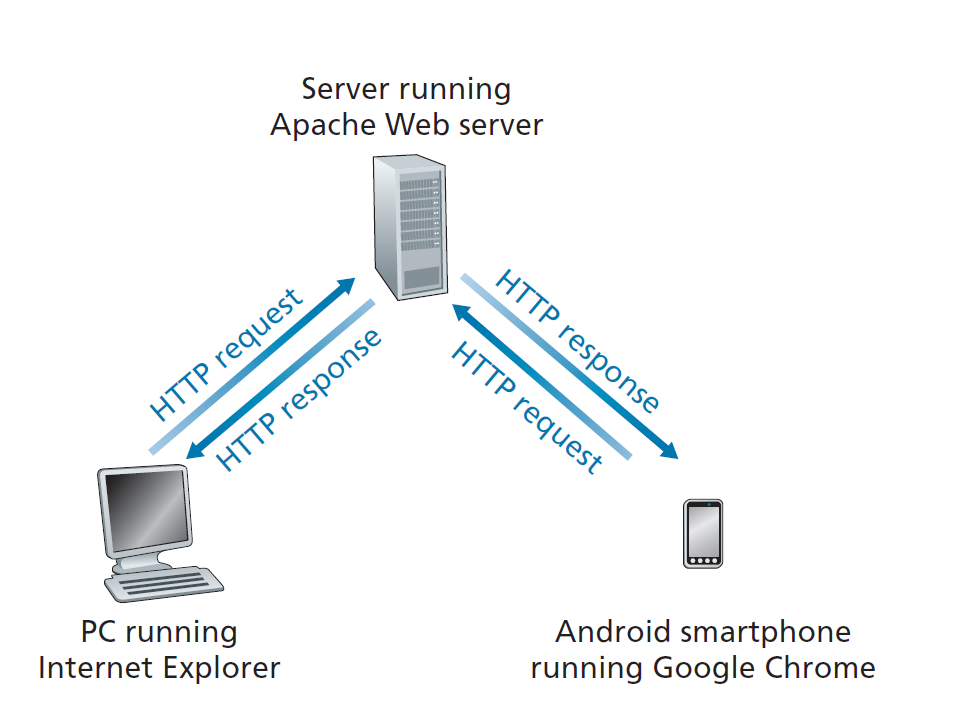 Server running
Apache Web server
HTTP request
HTTP response
HTTP response
HTTP request
PC running
Internet Explorer
Android smartphone
running Google Chrome